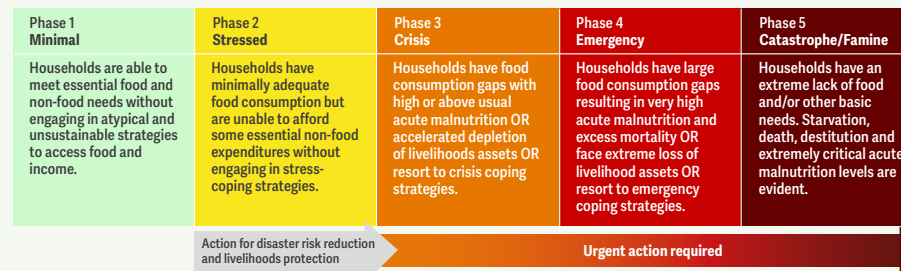 Phase 1
Minimal
Households are able to
meet essential food and
non-food needs without
engaging in atypical and
unsustainable strategies
to access food and
income.
Phase 2
Stressed
Households have
minimally adequate
food consumption but
are unable to afford
some essential non-food
expenditures without
engaging in stress-
coping strategies.
Phase 3
Crisis
Households have food
consumption gaps with
high or above usual
acute malnutrition OR
accelerated depletion
of livelihoods assets OR
resort to crisis coping
strategies.
Phase 4
Emergency
Households have large
food consumption gaps
resulting in very high
acute malnutrition and
excess mortality OR
face extreme loss of
livelihood assets OR
resort to emergency
coping strategies.
Phase 5
Catastrophe/Famine
Households have an
extreme lack of food
and/or other basic
needs. Starvation,
death, destitution and
extremely critical acute
malnutrition levels are
evident.
Action for disaster risk reduction
and livelihoods protection
Urgent action required